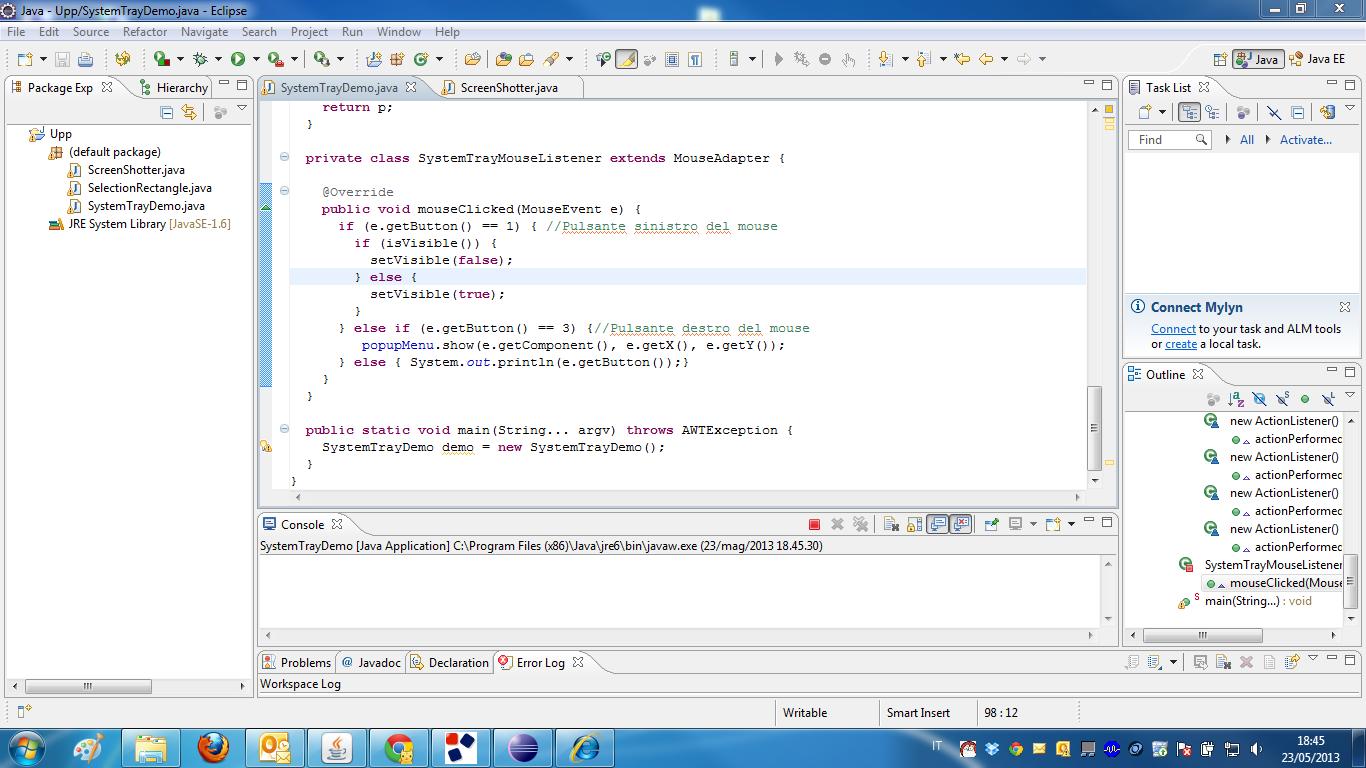 Java - Upp/SystemTrayDemo.java - Eclipse
File Edit Source Refactor Navigate Search Project Run Window Help
Java Java EE
Package Exp Hierarchy
Upp
(default package)
ScreenShotter.java
SelectionRectangle.java
SystemTrayDemo.java
JRE System Library [JavaSE-1.6]
SystemTrayDemo.java ScreenShotter.java
return p;
}
private class SystemTrayMouseListener extends MouseAdapter {
@Override
public void mouseClicked(MouseEvent e) {
if (e.getButton() == 1) { //Pulsante sinistro del mouse
if (isVisible()) {
setVisible(false);
} else {
setVisible(true);
}
} else if (e.getButton() == 3) {//Pulsante destro del mouse
popupMenu.show(e.getComponent(), e.getX(), e.getY());
} else { System.out.println(e.getButton());}
}
}
public static void main(String... argv) throws AWTException {
SystemTrayDemo demo = new SystemTrayDemo();
}
}
Console
SystemTrayDemo [Java Application] C:\Program Files (x86)\Java\jre6\bin\javaw.exe (23/mag/2013 18.45.30)
Problems @ Javadoc Declaration Error Log
Workspace Log
Task List
Find All Activate...
Connect Mylyn
Connect to your task and ALM tools
or create a local task.
Outline
new ActionListener()
actionPerformed
new ActionListener()
actionPerformed
new ActionListener()
actionPerformed
new ActionListener()
actionPerformed
SystemTrayMouseListener
mouseClicked(Mouse
main(String...) : void
Writable Smart Insert 98 : 12
IT 18:45
23/05/2013